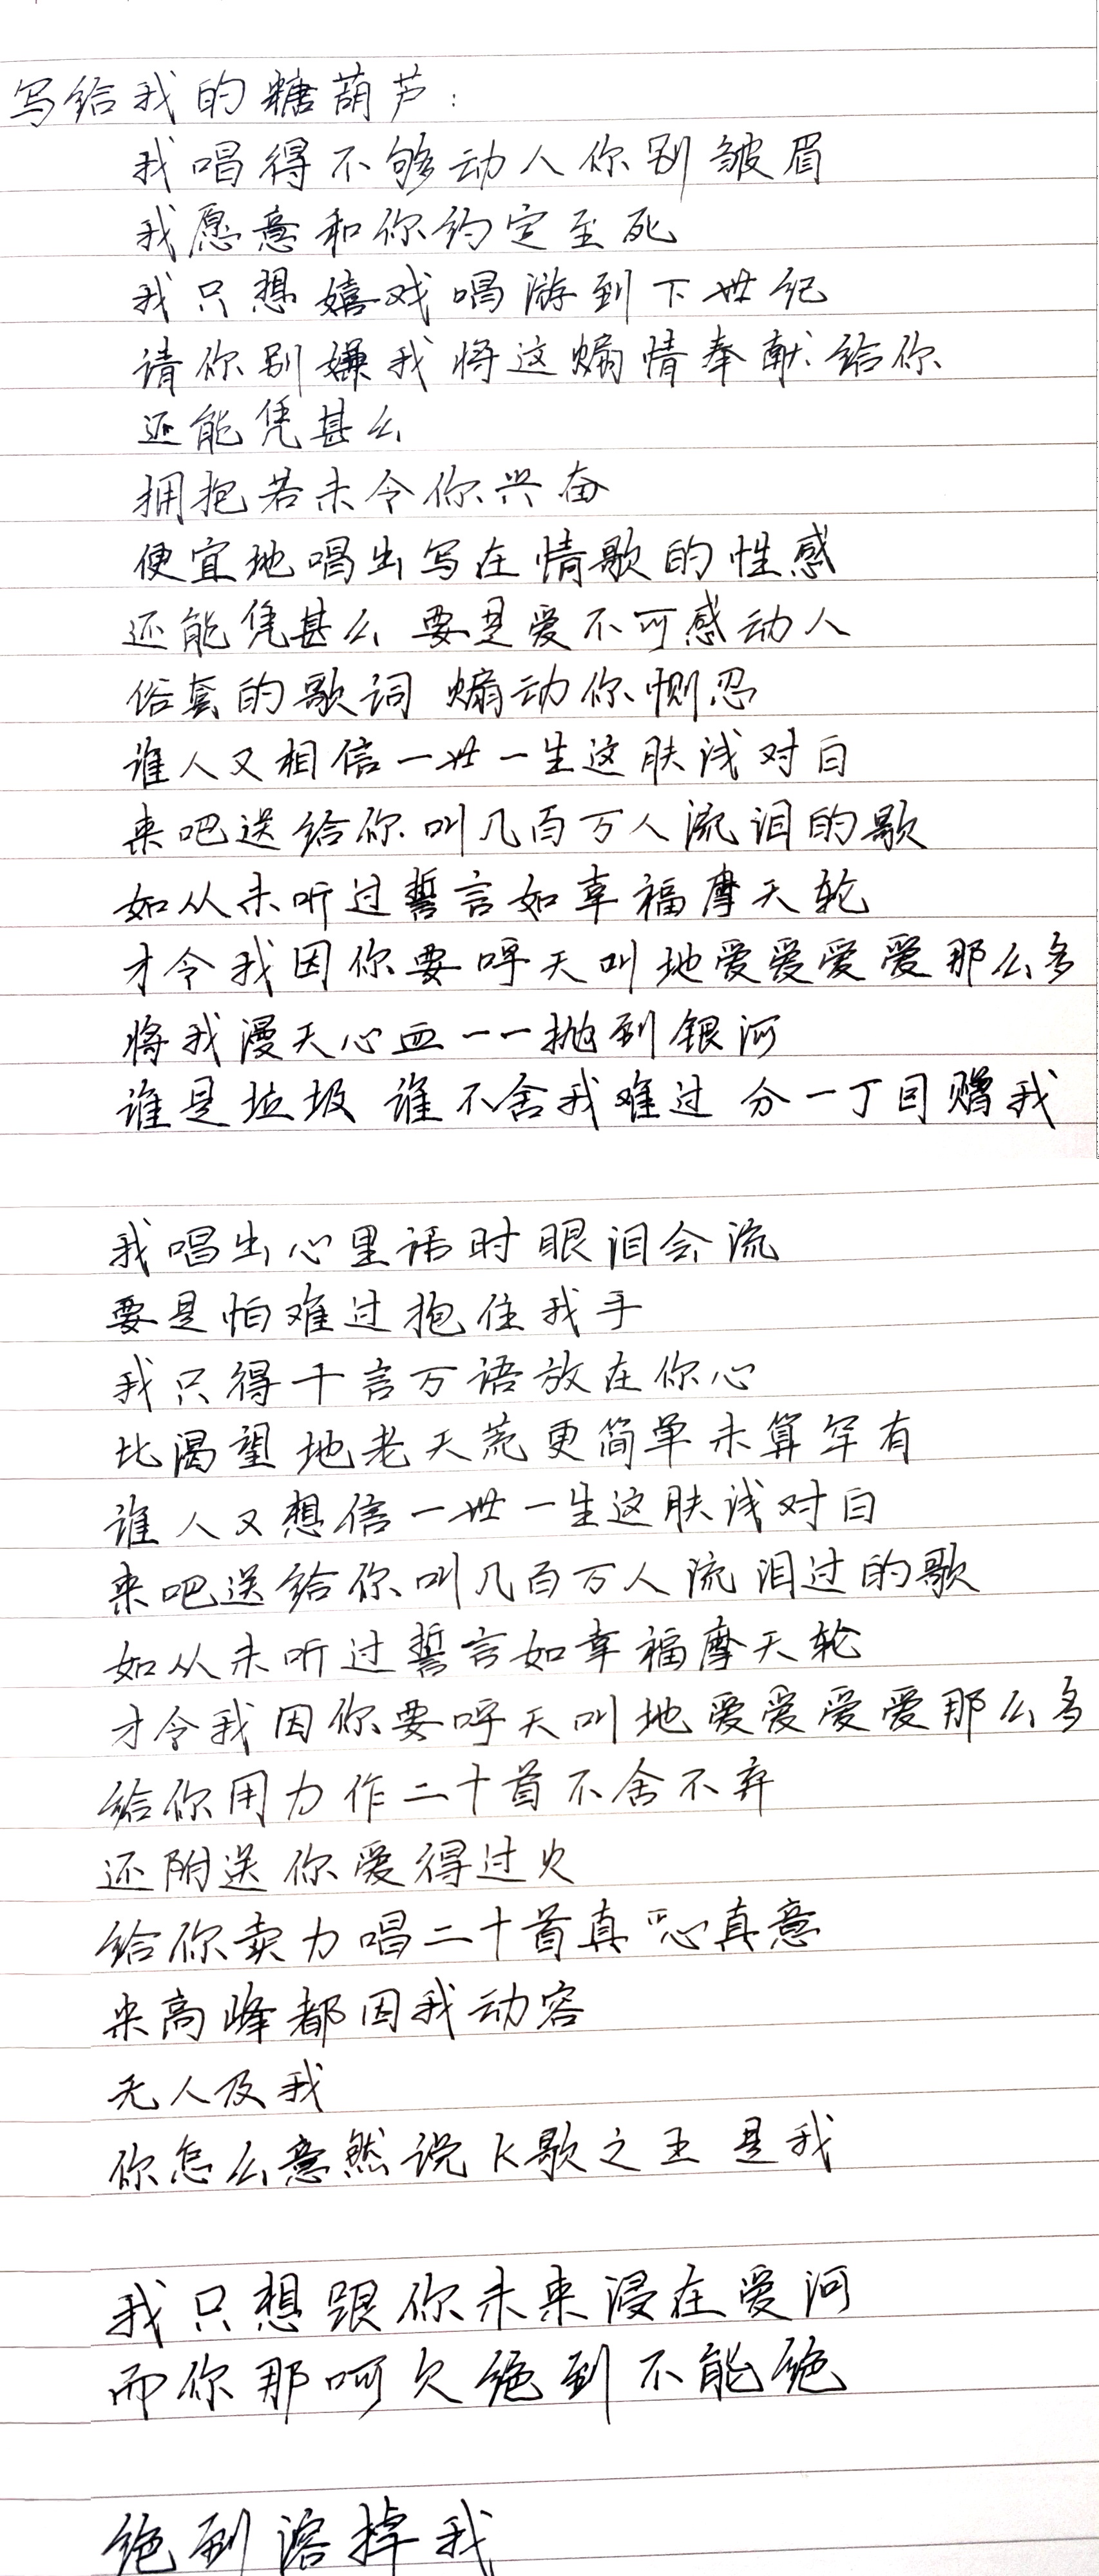 写给我的糖葫芦：
我唱得不够动人你别皱眉
我愿意和你约定至死
我只想嬉戏唱游到下世纪
请你别嫌我将这煽情奉献给你
还能凭甚么
拥抱若未令你兴奋
便宜地唱出写在情歌的性感
还能凭甚么 要是爱不可感动人
俗套的歌词 煽动你恻忍
谁人又相信一世一生这肤浅对白
来吧送给你叫几百万人流泪的歌
如从未听过誓言如幸福摩天轮
才令我因你要呼天叫地爱爱爱爱那么多
将我漫天心血一一抛到银河
谁是垃圾 谁不舍我难过 分一丁目赠我
我唱出心里话时眼泪会流
要是怕难过抱住我手
我只得千言万语放在你心
比渴望地老天荒更简单未算罕有
谁人又想信一世一生这肤浅对白
来吧送给你叫几百万人流泪过的歌
如从未听过誓言如幸福摩天轮
才令我因你要呼天叫地爱爱爱爱那么多
给你用力作二十首不舍不弃
还附送你爱得过火
给你卖力唱二十首真心真意
来高峰都因我动容
无人及我
你怎么意然说K歌之王是我
我只想跟你未来浸在爱河
而你那呵欠绝到不能绝
绝到溶掉我